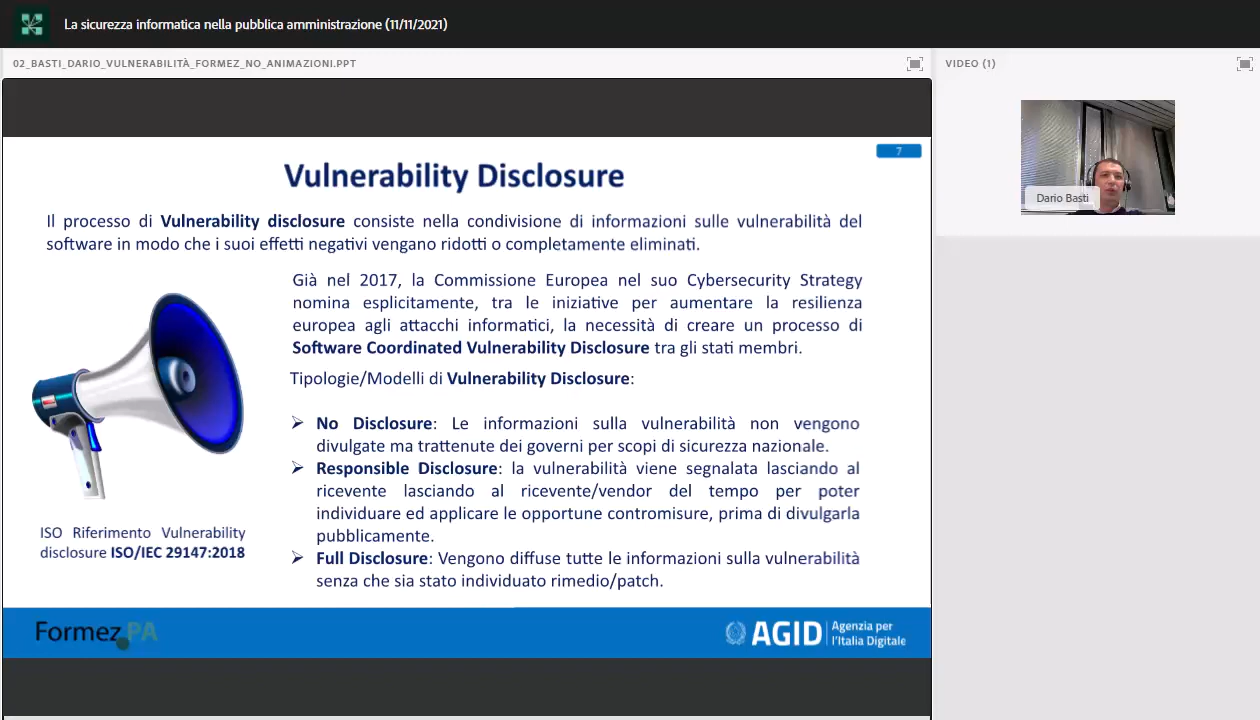 La sicurezza informatica nella pubblica amministrazione (11/11/2021)
02_BASTI_DARIO_VULNERABILITÀ_FORMEZ_NO_ANIMAZIONI.PPT
VIDEO (1)
7
Vulnerability Disclosure
Il processo di Vulnerability disclosure consiste nella condivisione di informazioni sulle vulnerabilità del
software in modo che i suoi effetti negativi vengano ridotti o completamente eliminati.
Già nel 2017, la Commissione Europea nel suo Cybersecurity Strategy
nomina esplicitamente, tra le iniziative per aumentare la resilienza
europea agli attacchi informatici, la necessità di creare un processo di
Software Coordinated Vulnerability Disclosure tra gli stati membri.
Tipologie/Modelli di Vulnerability Disclosure:
➢ No Disclosure: Le informazioni sulla vulnerabilità non vengono
divulgate ma trattenute dei governi per scopi di sicurezza nazionale.
➢ Responsible Disclosure: la vulnerabilità viene segnalata lasciando al
ricevente lasciando al ricevente/vendor del tempo per poter
individuare ed applicare le opportune contromisure, prima di divulgarla
pubblicamente.
➢ Full Disclosure: Vengono diffuse tutte le informazioni sulla vulnerabilità
senza che sia stato individuato rimedio/patch.
ISO Riferimento Vulnerability
disclosure ISO/IEC 29147:2018
Formez PA
AGID Agenzia per
l'Italia Digitale
Dario Basti